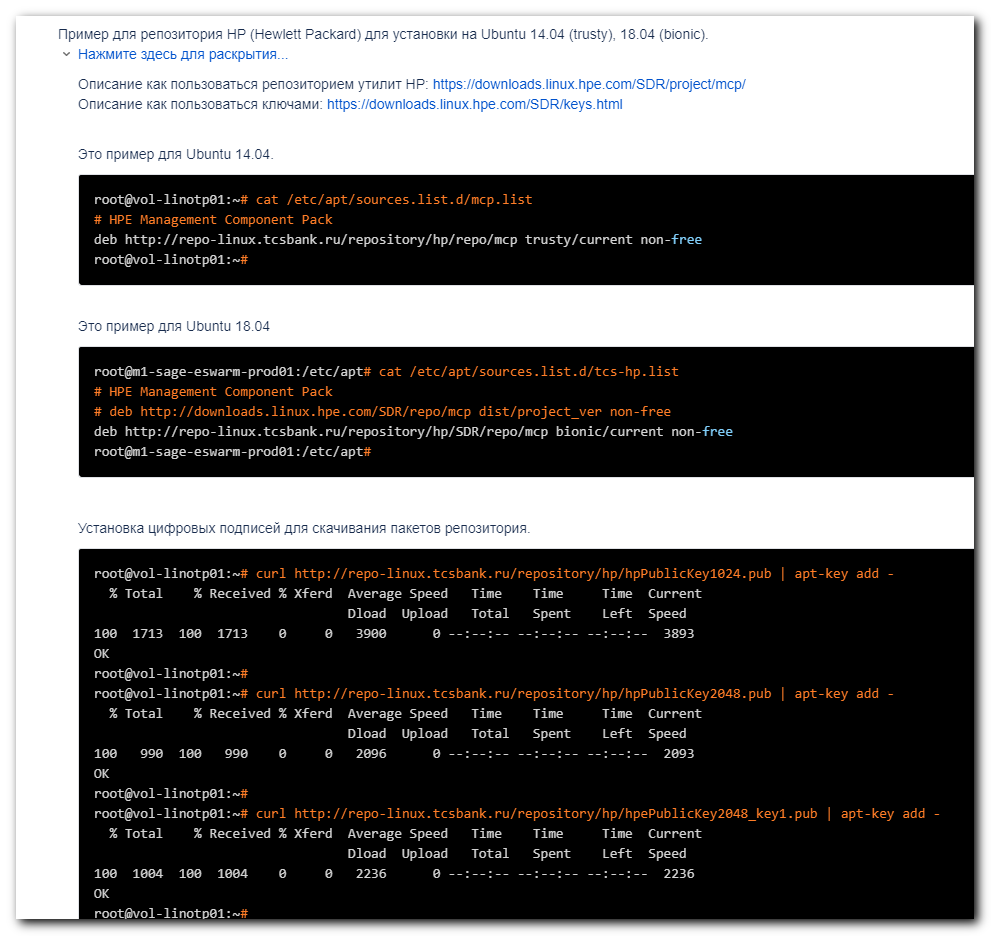 Пример для репозитория HP (Hewlett Packard) для установки на Ubuntu 14.04 (trusty), 18.04 (bionic).
Нажмите здесь для раскрытия...
Описание как пользоваться репозиторием утилит HP: https://downloads.linux.hpe.com/SDR/project/mcp/
Описание как пользоваться ключами: https://downloads.linux.hpe.com/SDR/keys.html
Это пример для Ubuntu 14.04.
root@vol-linotp01:~# cat /etc/apt/sources.list.d/mcp.list
# HPE Management Component Pack
deb http://repo-linux.tcsbank.ru/repository/hp/repo/mcp trusty/current non-free
root@vol-linotp01:~#
Это пример для Ubuntu 18.04
root@m1-sage-eswarm-prod01:/etc/apt# cat /etc/apt/sources.list.d/tcs-hp.list
# HPE Management Component Pack
# deb http://downloads.linux.hpe.com/SDR/repo/mcp dist/project_ver non-free
deb http://repo-linux.tcsbank.ru/repository/hp/SDR/repo/mcp bionic/current non-free
root@m1-sage-eswarm-prod01:/etc/apt#
Установка цифровых подписей для скачивания пакетов репозитория.
root@vol-linotp01:~# curl http://repo-linux.tcsbank.ru/repository/hp/hpPublicKey1024.pub | apt-key add -
  % Total    % Received % Xferd  Average Speed   Time    Time     Time  Current
                                 Dload  Upload   Total   Spent    Left  Speed
100  1713  100  1713    0     0   3900      0 --:--:-- --:--:-- --:--:--  3893
OK
root@vol-linotp01:~#
root@vol-linotp01:~# curl http://repo-linux.tcsbank.ru/repository/hp/hpPublicKey2048.pub | apt-key add -
  % Total    % Received % Xferd  Average Speed   Time    Time     Time  Current
                                 Dload  Upload   Total   Spent    Left  Speed
100   990  100   990    0     0   2096      0 --:--:-- --:--:-- --:--:--  2093
OK
root@vol-linotp01:~#
root@vol-linotp01:~# curl http://repo-linux.tcsbank.ru/repository/hp/hpePublicKey2048_key1.pub | apt-key add -
  % Total    % Received % Xferd  Average Speed   Time    Time     Time  Current
                                 Dload  Upload   Total   Spent    Left  Speed
100  1004  100  1004    0     0   2236      0 --:--:-- --:--:-- --:--:--  2236
OK
root@vol-linotp01:~#